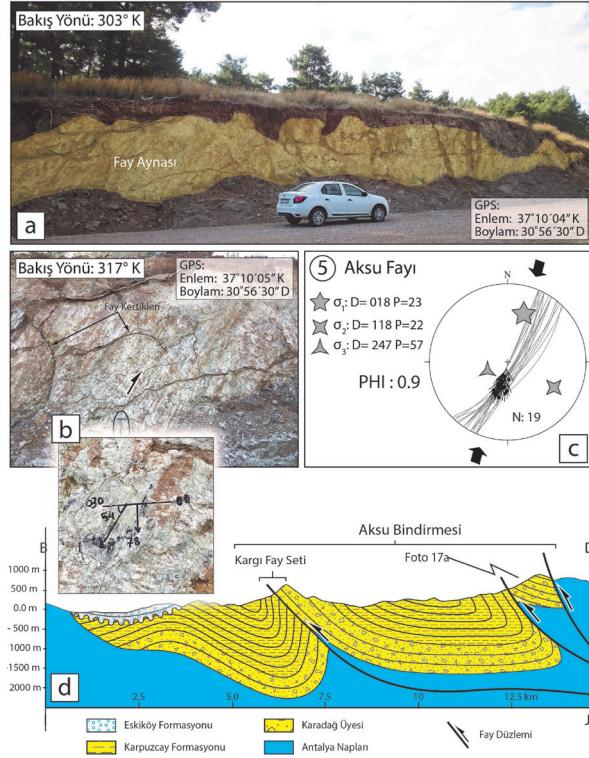 Bakış Yönü: 303° K
Fay Aynası
GPS:
Enlem: 37°10´04˝ K
Boylam: 30°56´30˝ D
a
Bakış Yönü: 317° K
GPS:
Enlem: 37°10´05˝ K
Boylam: 30°56´30˝ D
Fay Kertikleri
b
030
54
78
5 Aksu Fayı
N
σ1: D= 018 P=23
σ2: D= 118 P=22
σ3: D= 247 P=57
PHI : 0.9
N: 19
c
Aksu Bindirmesi
B
D
Kargı Fay Seti
Foto 17a
1000 m
500 m
0.0 m
- 500 m
-1000 m
-1500 m
2000 m
d
2.5
5.0
7.5
10
12.5 km
I
Eskiköy Formasyonu
Karadağ Üyesi
Fay Düzlemi
Karpuzcay Formasyonu
Antalya Napları